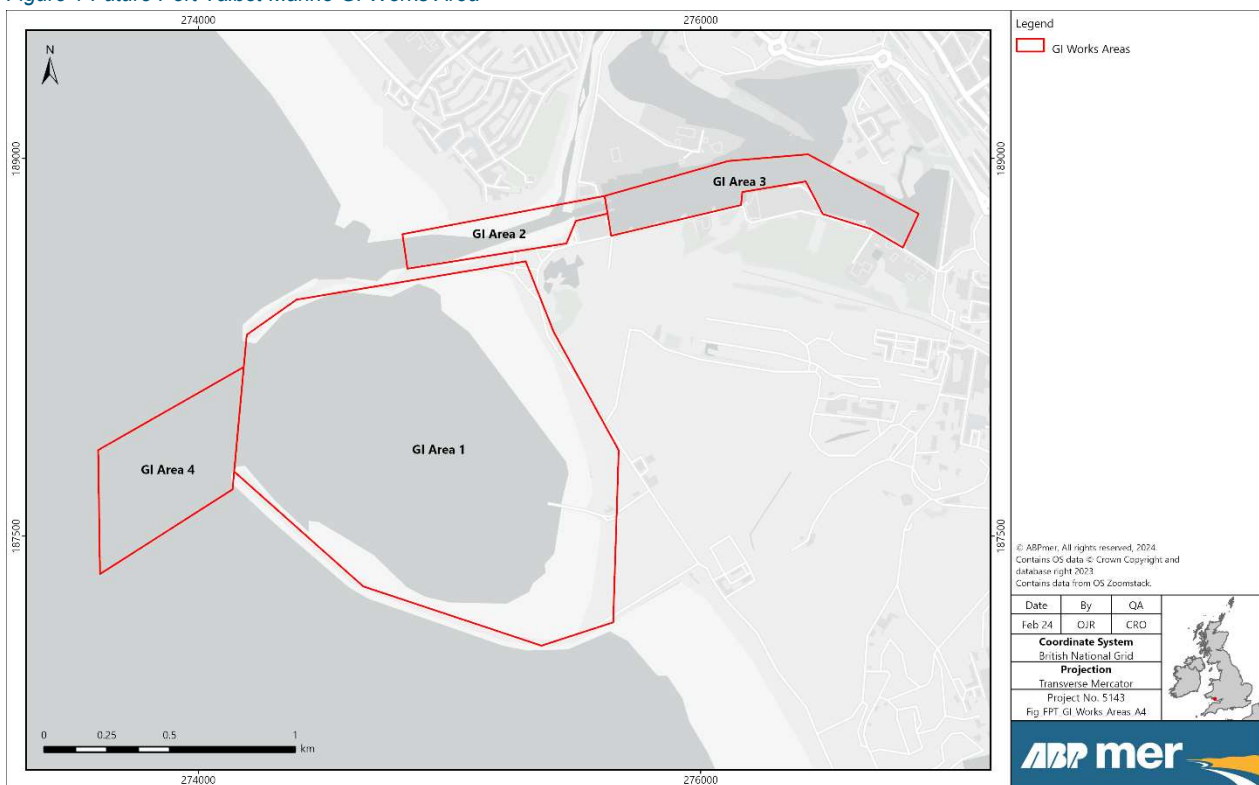 Figure 1 Future Port Talbot Marine GI Works Area
274000
276000
N
189000
189000
GI Area 3
GI Area 2
GI Area 1
GI Area 4
187500
187500
0 0.25 0.5 1
km
274000
276000
Legend
GI Works Areas
© ABPmer, All rights reserved, 2024.
Contains OS data © Crown Copyright and
database right 2023
Contains data from OS Zoomstack.
Date By QA
Feb 24 OJR CRO
Coordinate System
British National Grid
Projection
Transverse Mercator
Project No. 5143
Fig FPT GI Works Areas A4
ABP mer